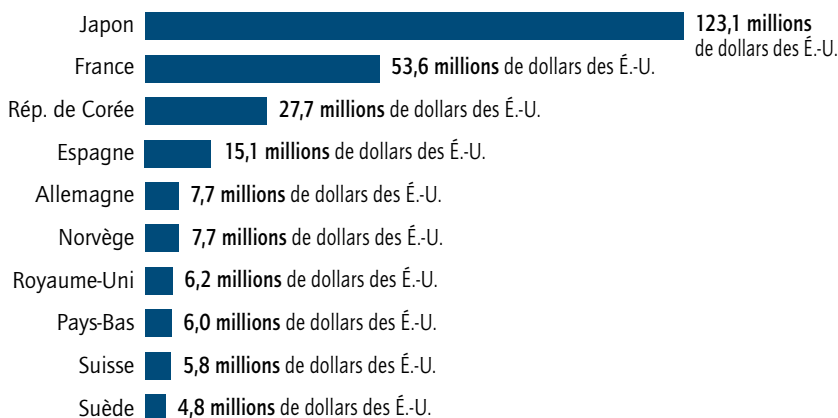 Japon 123,1 millions
de dollars des É.-U.
France 53,6 millions de dollars des É.-U.
Rép. de Corée 27,7 millions de dollars des É.-U.
Espagne 15,1 millions de dollars des É.-U.
Allemagne 7,7 millions de dollars des É.-U.
Norvège 7,7 millions de dollars des É.-U.
Royaume-Uni 6,2 millions de dollars des É.-U.
Pays-Bas 6,0 millions de dollars des É.-U.
Suisse 5,8 millions de dollars des É.-U.
Suède 4,8 millions de dollars des É.-U.